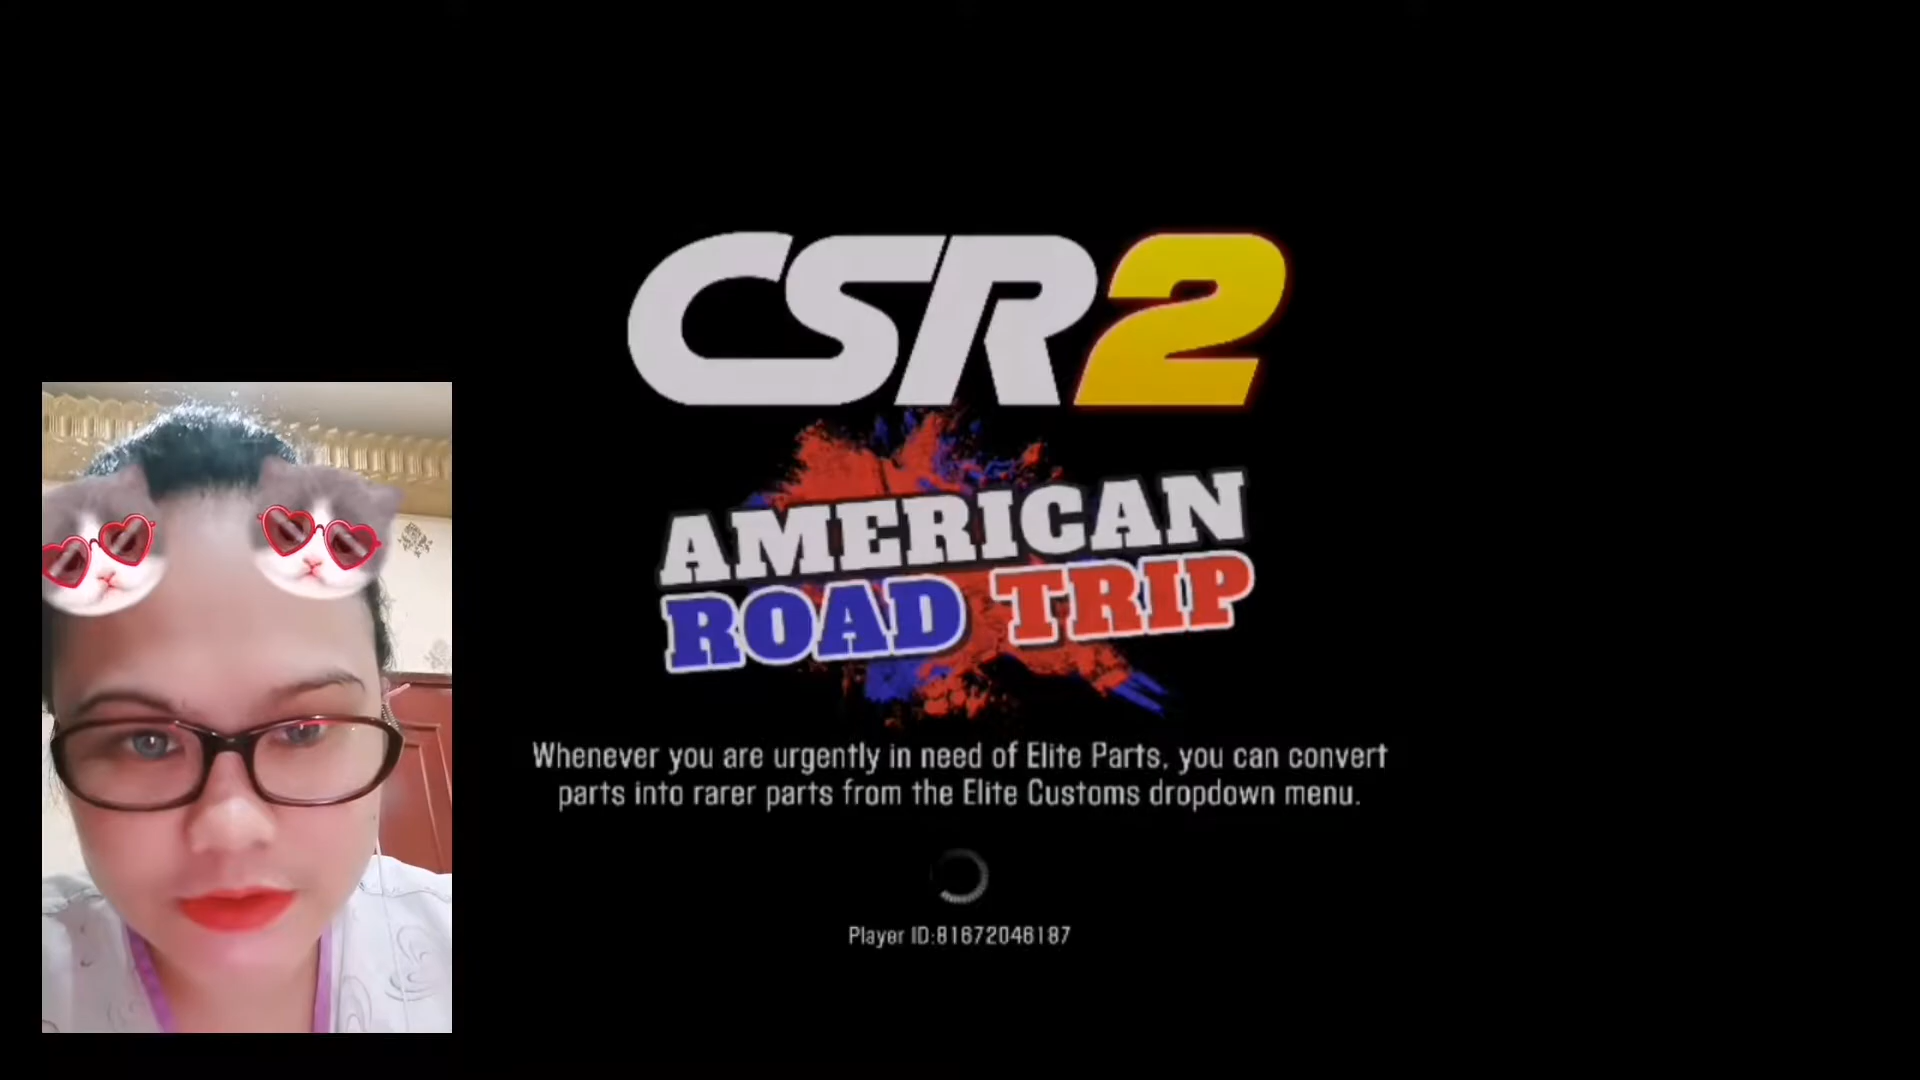 CSR2
AMERICAN
ROAD TRIP
Whenever you are urgently in need of Elite Parts, you can convert
parts into rarer parts from the Elite Customs dropdown menu.
Player ID:81672046187